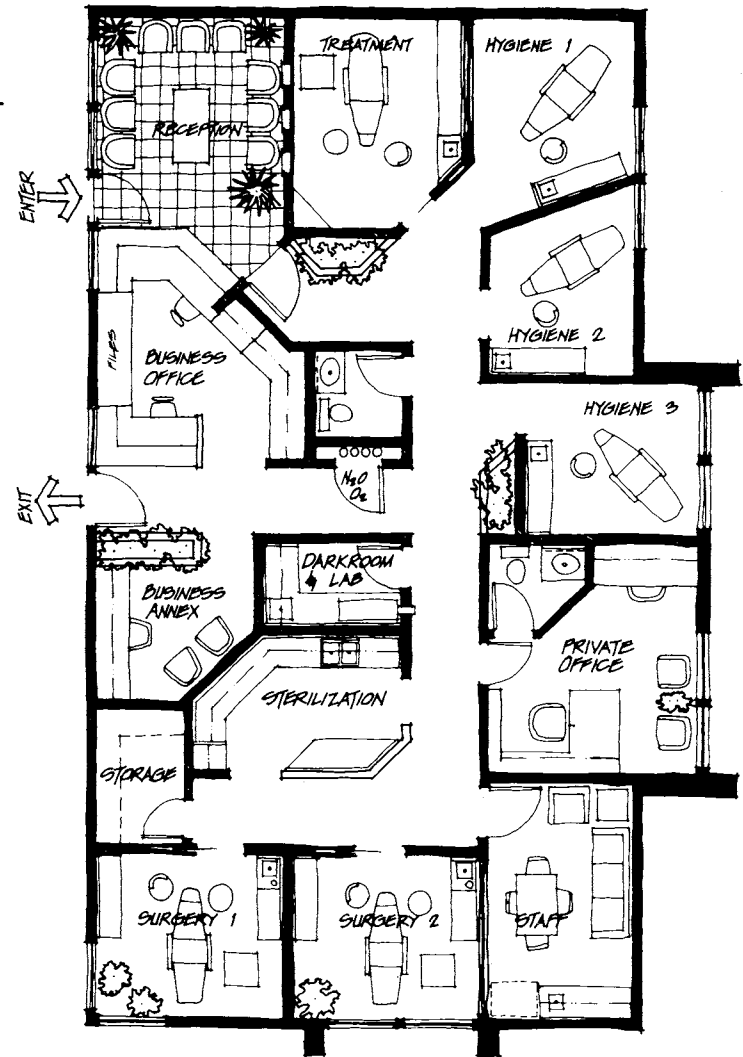 TREATMENT
HYGIENE 1
RECEPTION
ENTER
HYGIENE 2
FILES
BUSINESS
OFFICE
HYGIENE 3
N₂O
O₂
EXIT
DARKROOM
& LAB
BUSINESS
ANNEX
PRIVATE
OFFICE
STERILIZATION
STORAGE
SURGERY 1
SURGERY 2
STAFF